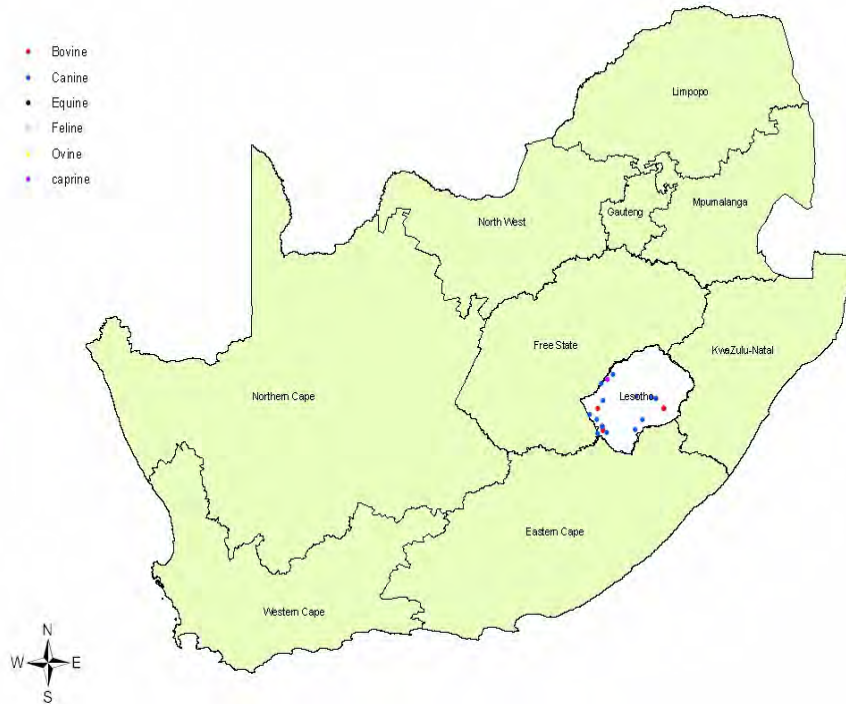 Bovine
Canine
Equine
Feline
Ovine
caprine
Limpopo
Mpumalanga
Gauteng
North West
Free State
KwaZulu-Natal
Lesotho
Northern Cape
Eastern Cape
Western Cape
N
W E
S